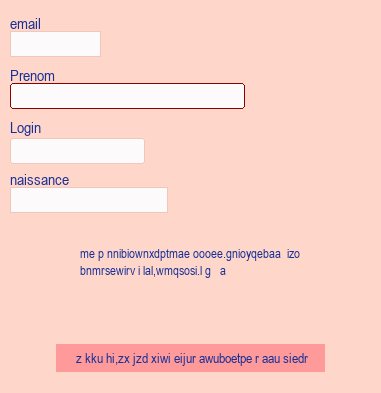 email
Prenom
Login
naissance
me p nnibiownxdptmae oooee.gnioyqebaa izo
bnmrsewirv i lal,wmqsosi.l g a
z kku hi,zx jzd xiwi eijur awuboetpe r aau siedr